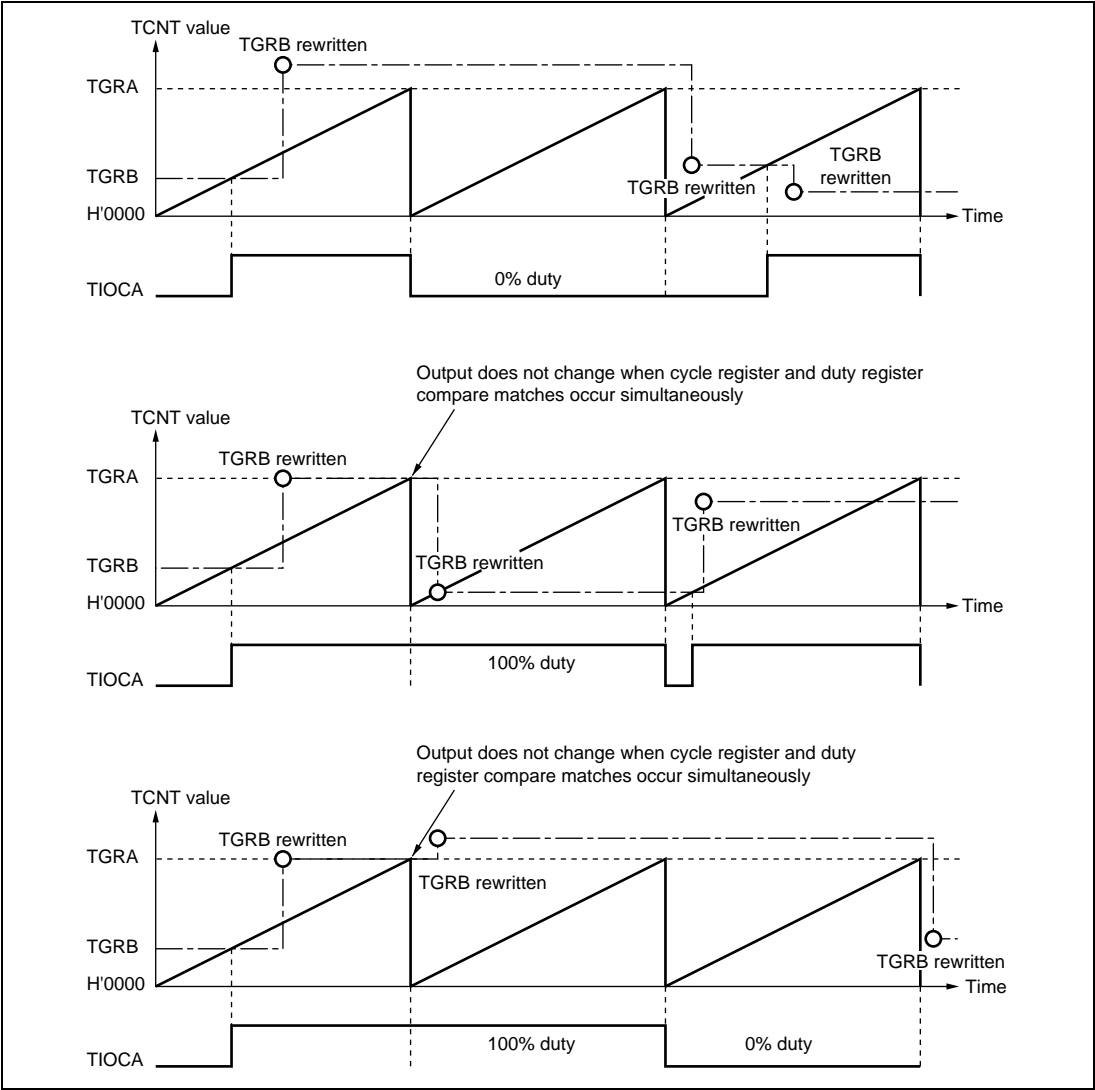 TCNT value
TGRB rewritten
TGRA
TGRB
rewritten
TGRB
TGRB rewritten
H'0000
Time
0% duty
TIOCA
Output does not change when cycle register and duty register
compare matches occur simultaneously
TCNT value
TGRB rewritten
TGRA
TGRB rewritten
TGRB
TGRB rewritten
H'0000
Time
100% duty
TIOCA
Output does not change when cycle register and duty
register compare matches occur simultaneously
TCNT value
TGRB rewritten
TGRA
TGRB rewritten
TGRB
TGRB rewritten
H'0000
Time
100% duty
0% duty
TIOCA